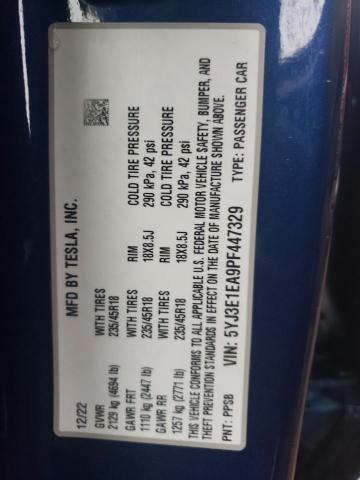 MFD BY TESLA, INC.
12/22
GVWR
2129 kg (4694 lb)
WITH TIRES
235/45R18
GAWR FRT WITH TIRES RIM COLD TIRE PRESSURE
1110 kg (2447 lb) 235/45R18 18X8.5J 290 kPa, 42 psi
GAWR RR WITH TIRES RIM COLD TIRE PRESSURE
1257 kg (2771 lb) 235/45R18 18X8.5J 290 kPa, 42 psi
THIS VEHICLE CONFORMS TO ALL APPLICABLE U.S. FEDERAL MOTOR VEHICLE SAFETY, BUMPER, AND
THEFT PREVENTION STANDARDS IN EFFECT ON THE DATE OF MANUFACTURE SHOWN ABOVE.
PNT: PPSB VIN: 5YJ3E1EA9PF447329 TYPE: PASSENGER CAR